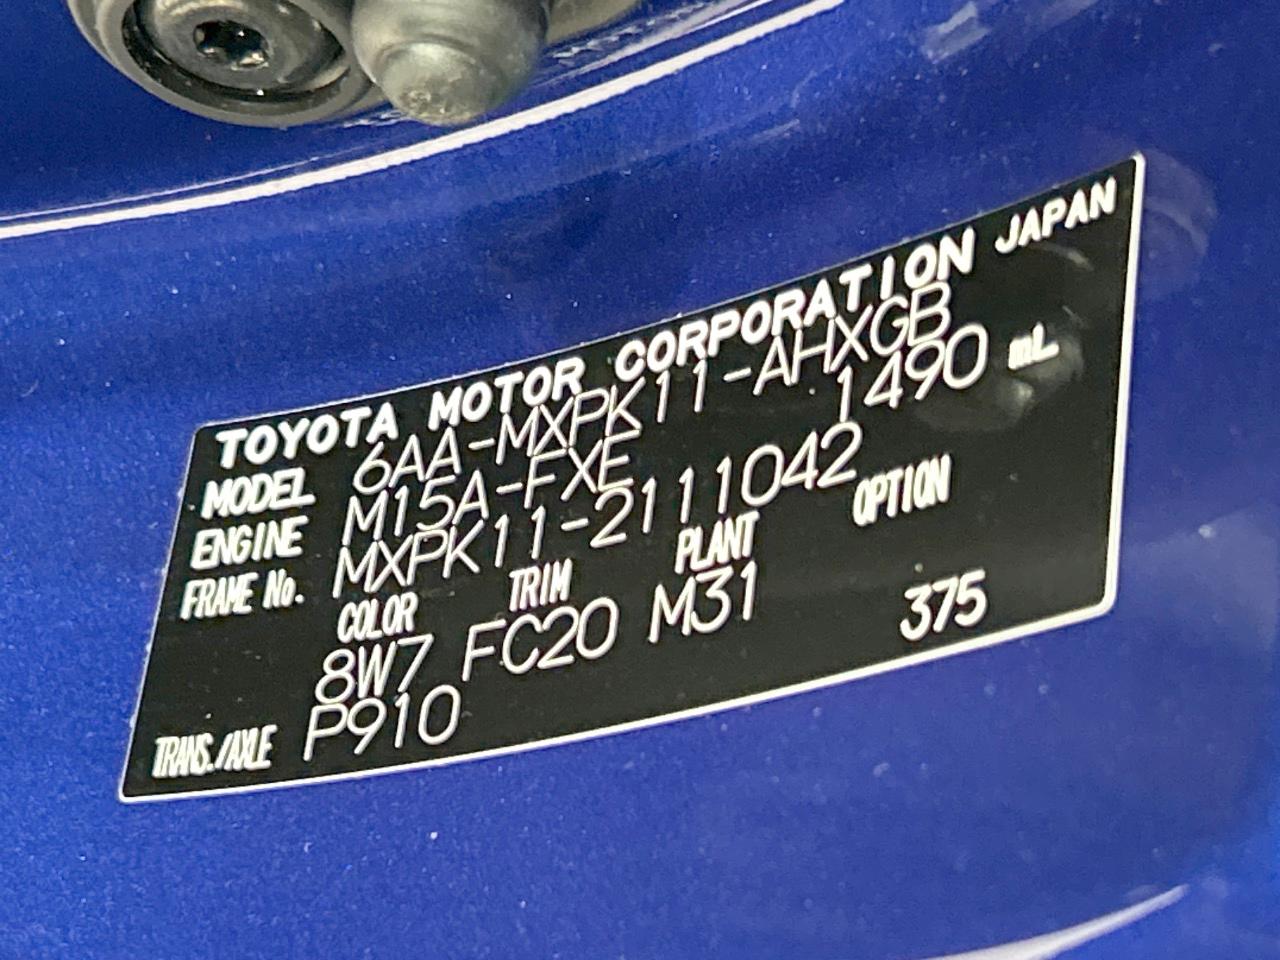 TOYOTA MOTOR CORPORATION JAPAN
MODEL 6AA-MXPK11-AHXGB
ENGINE M15A-FXE 1490 mL
FRAME No. MXPK11-2111042
COLOR TRIM PLANT OPTION
8W7 FC20 M31 375
TRANS./AXLE P910